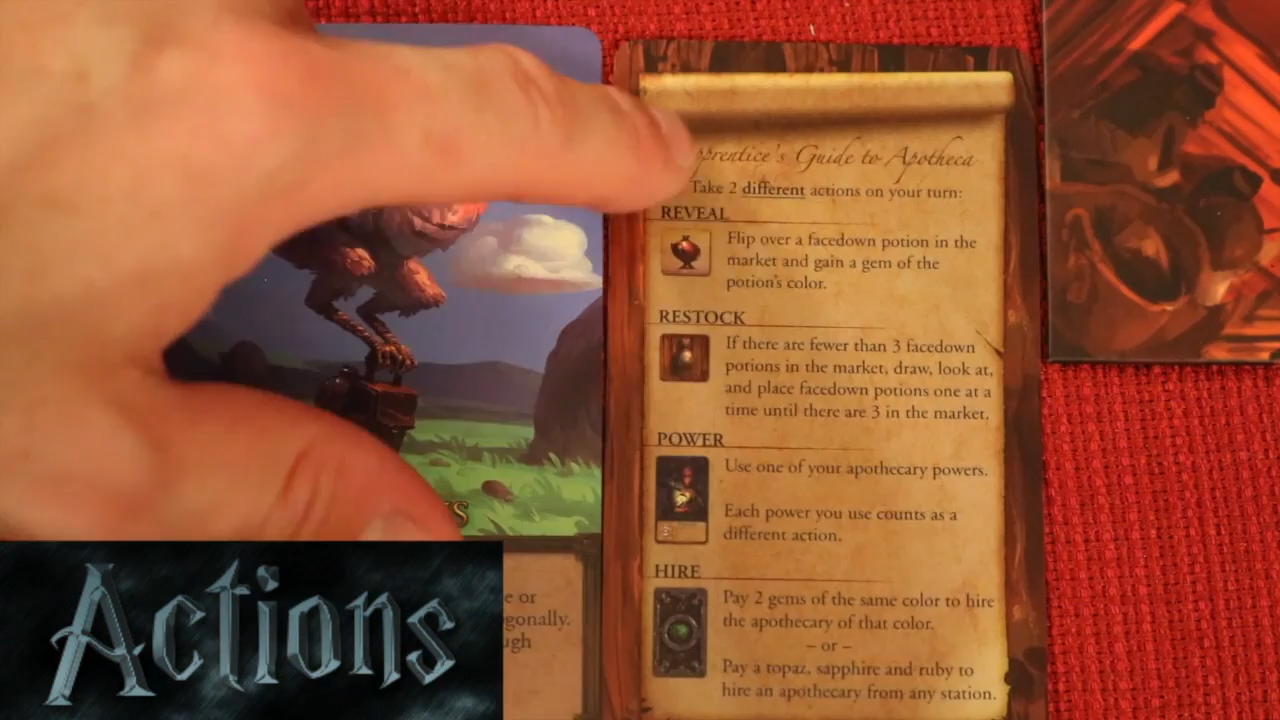 Guide to Apotheca
Take 2 different actions on your turn:
REVEAL
Flip over a facedown potion in the
market and gain a gem of the
potion's color.
RESTOCK
If there are fewer than 3 facedown
potions in the market, draw, look at,
and place facedown potions one at a
time until there are 3 in the market.
POWER
Use one of your apothecary powers.
Each power you use counts as a
different action.
HIRE
Pay 2 gems of the same color to hire
the apothecary of that color.
– or –
Pay a topaz, sapphire and ruby to
hire an apothecary from any station.
or
Actions